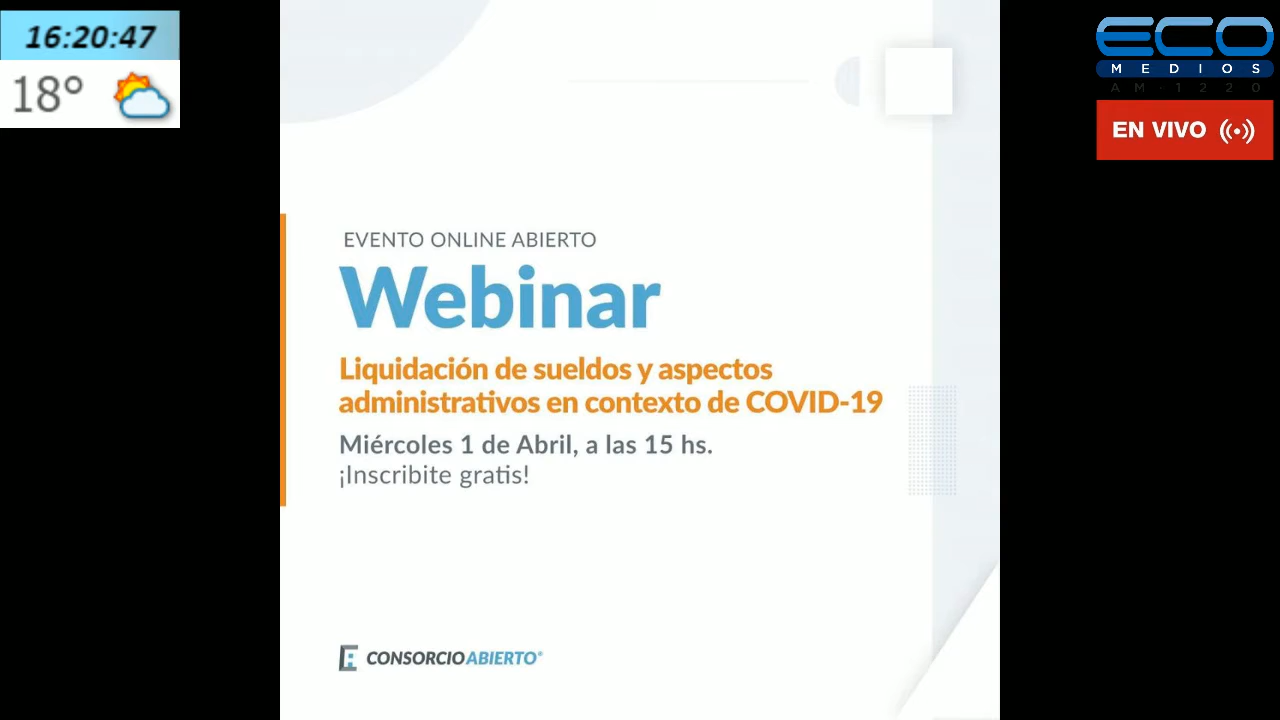 16:20:47
18°
ECO
MEDIOS
AM-1220
EN VIVO
EVENTO ONLINE ABIERTO
Webinar
Liquidación de sueldos y aspectos
administrativos en contexto de COVID-19
Miércoles 1 de Abril, a las 15 hs.
¡Inscribite gratis!
CONSORCIOABIERTO®